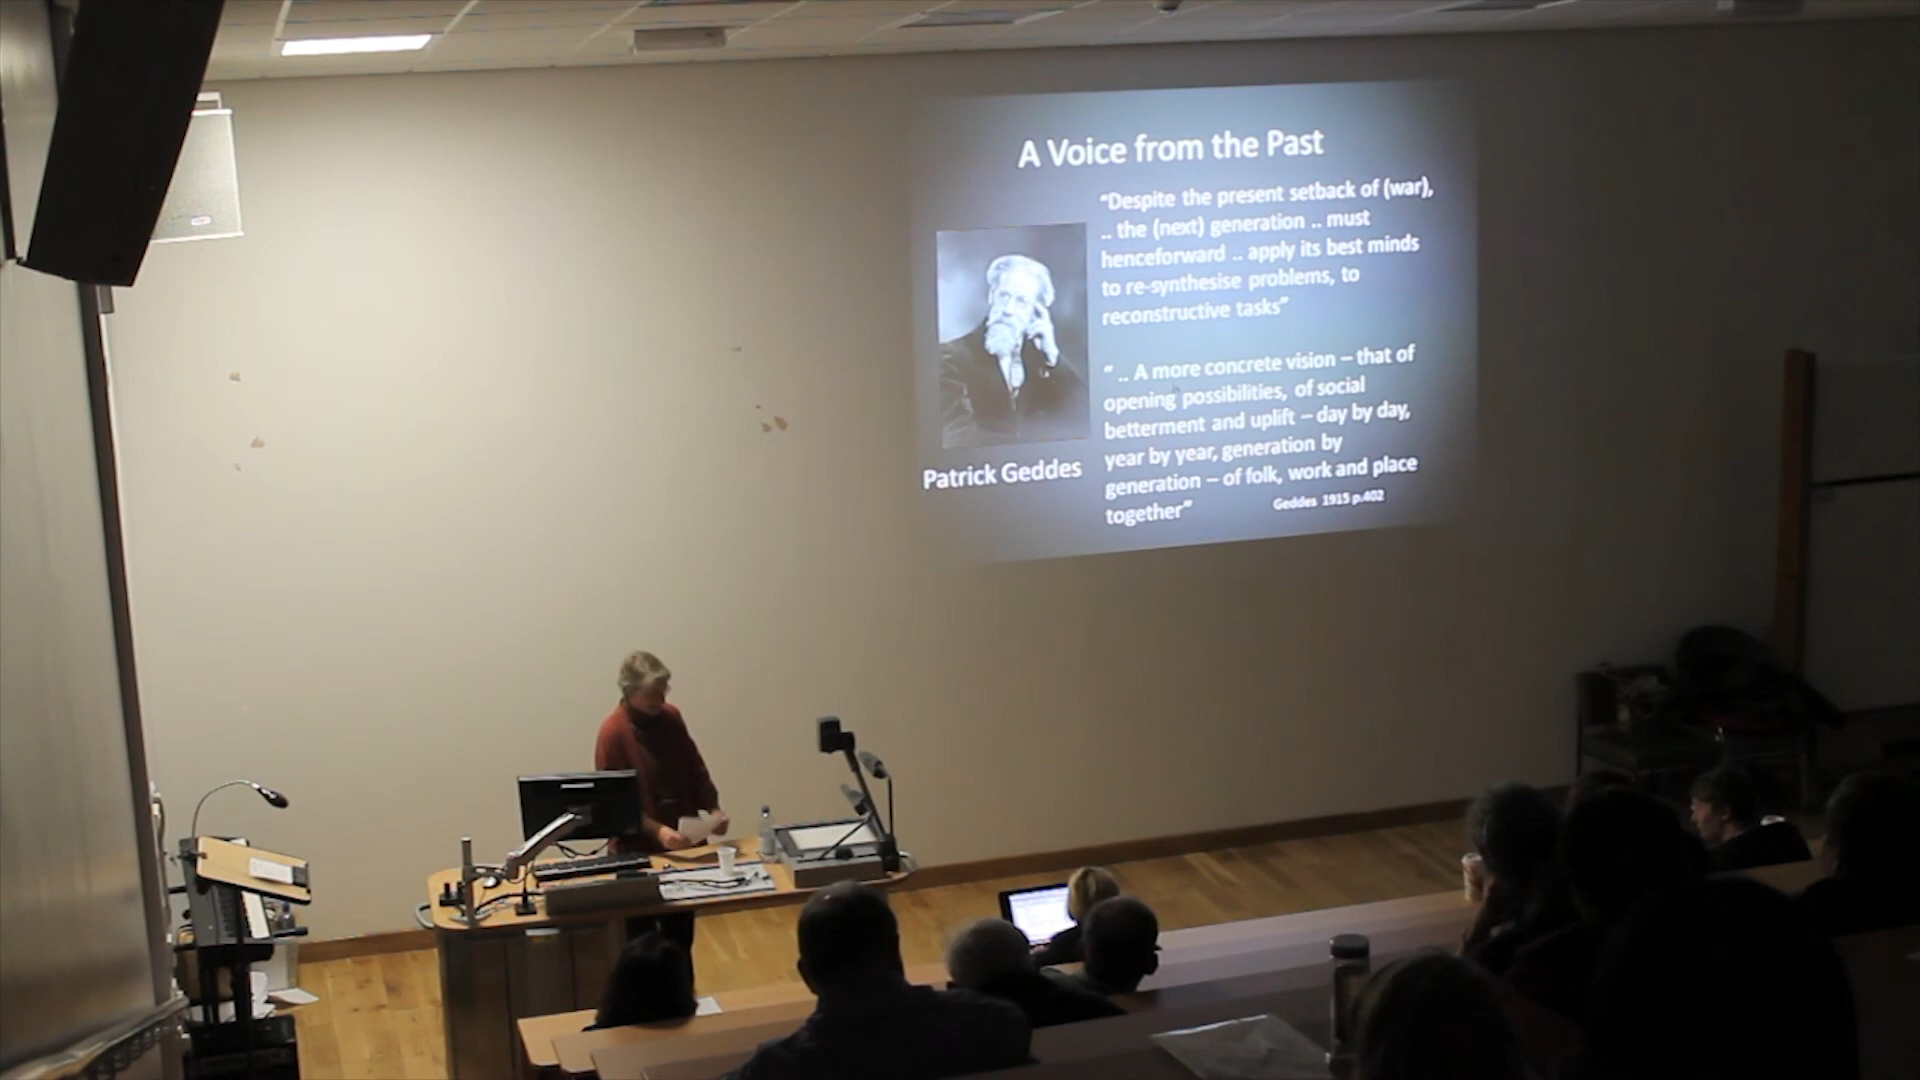 A Voice from the Past
“Despite the present setback of (war),
.. the (next) generation .. must
henceforward .. apply its best minds
to re-synthesise problems, to
reconstructive tasks”
“ .. A more concrete vision – that of
opening possibilities, of social
betterment and uplift – day by day,
year by year, generation by
generation – of folk, work and place
together”
Geddes 1915 p.402
Patrick Geddes